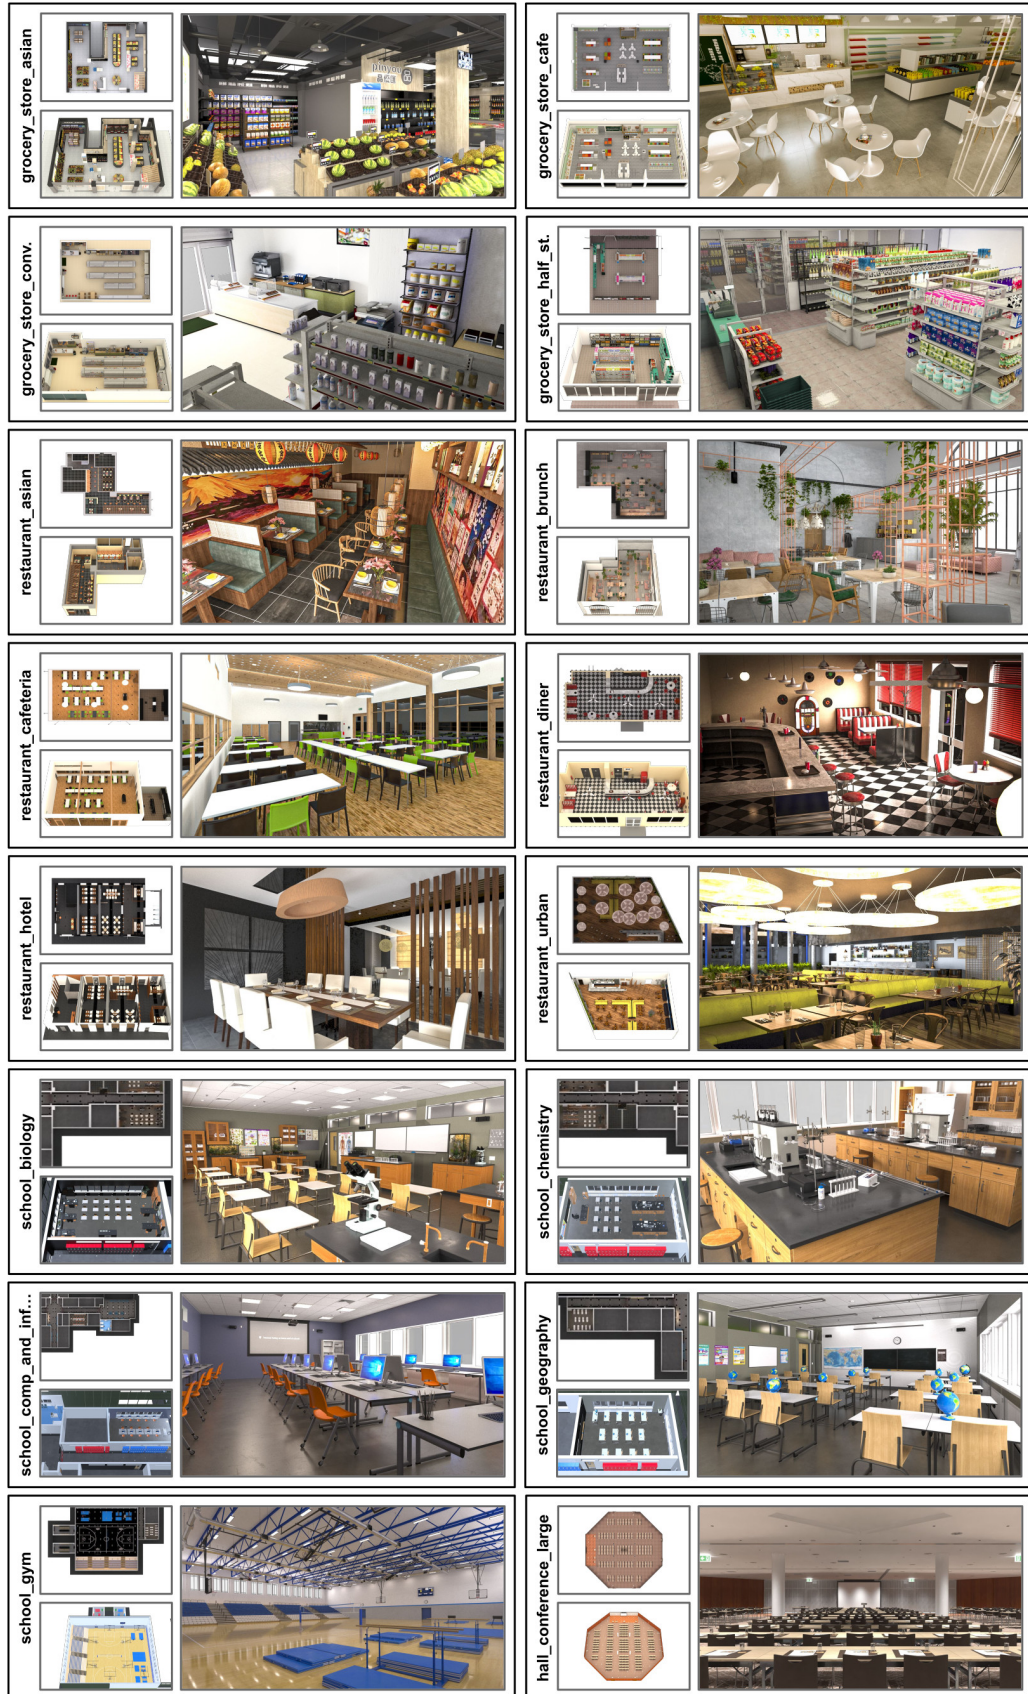 grocery_store_asian
grocery_store_cafe
grocery_store_conv.
grocery_store_half_st.
restaurant_asian
restaurant_brunch
restaurant_cafeteria
restaurant_diner
restaurant_hotel
restaurant_urban
school_biology
school_chemistry
school_comp_and_inf...
school_geography
school_gym
hall_conference_large